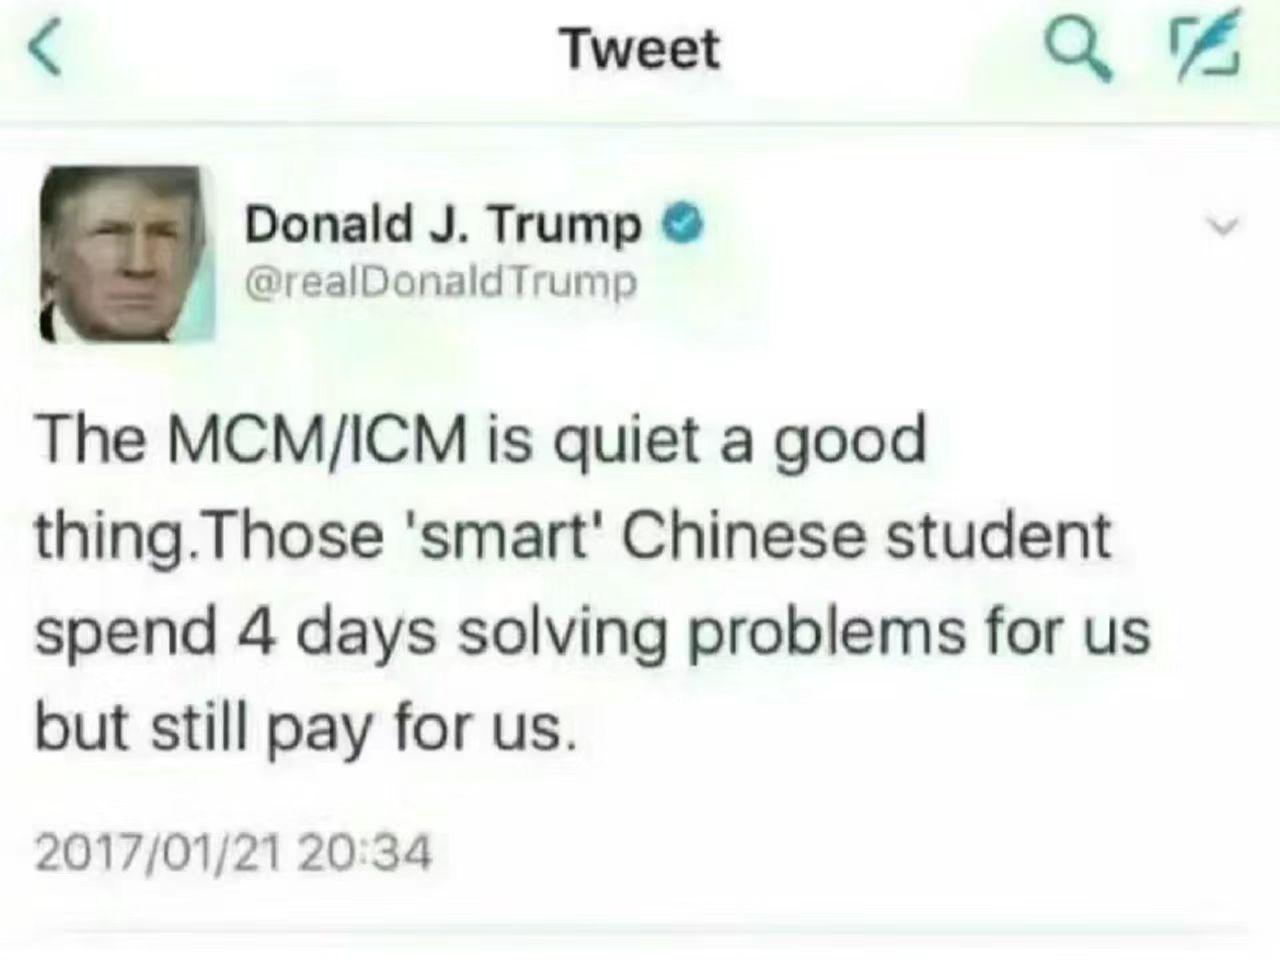 Tweet
Donald J. Trump
@realDonaldTrump
The MCM/ICM is quiet a good
thing.Those 'smart' Chinese student
spend 4 days solving problems for us
but still pay for us.
2017/01/21 20:34